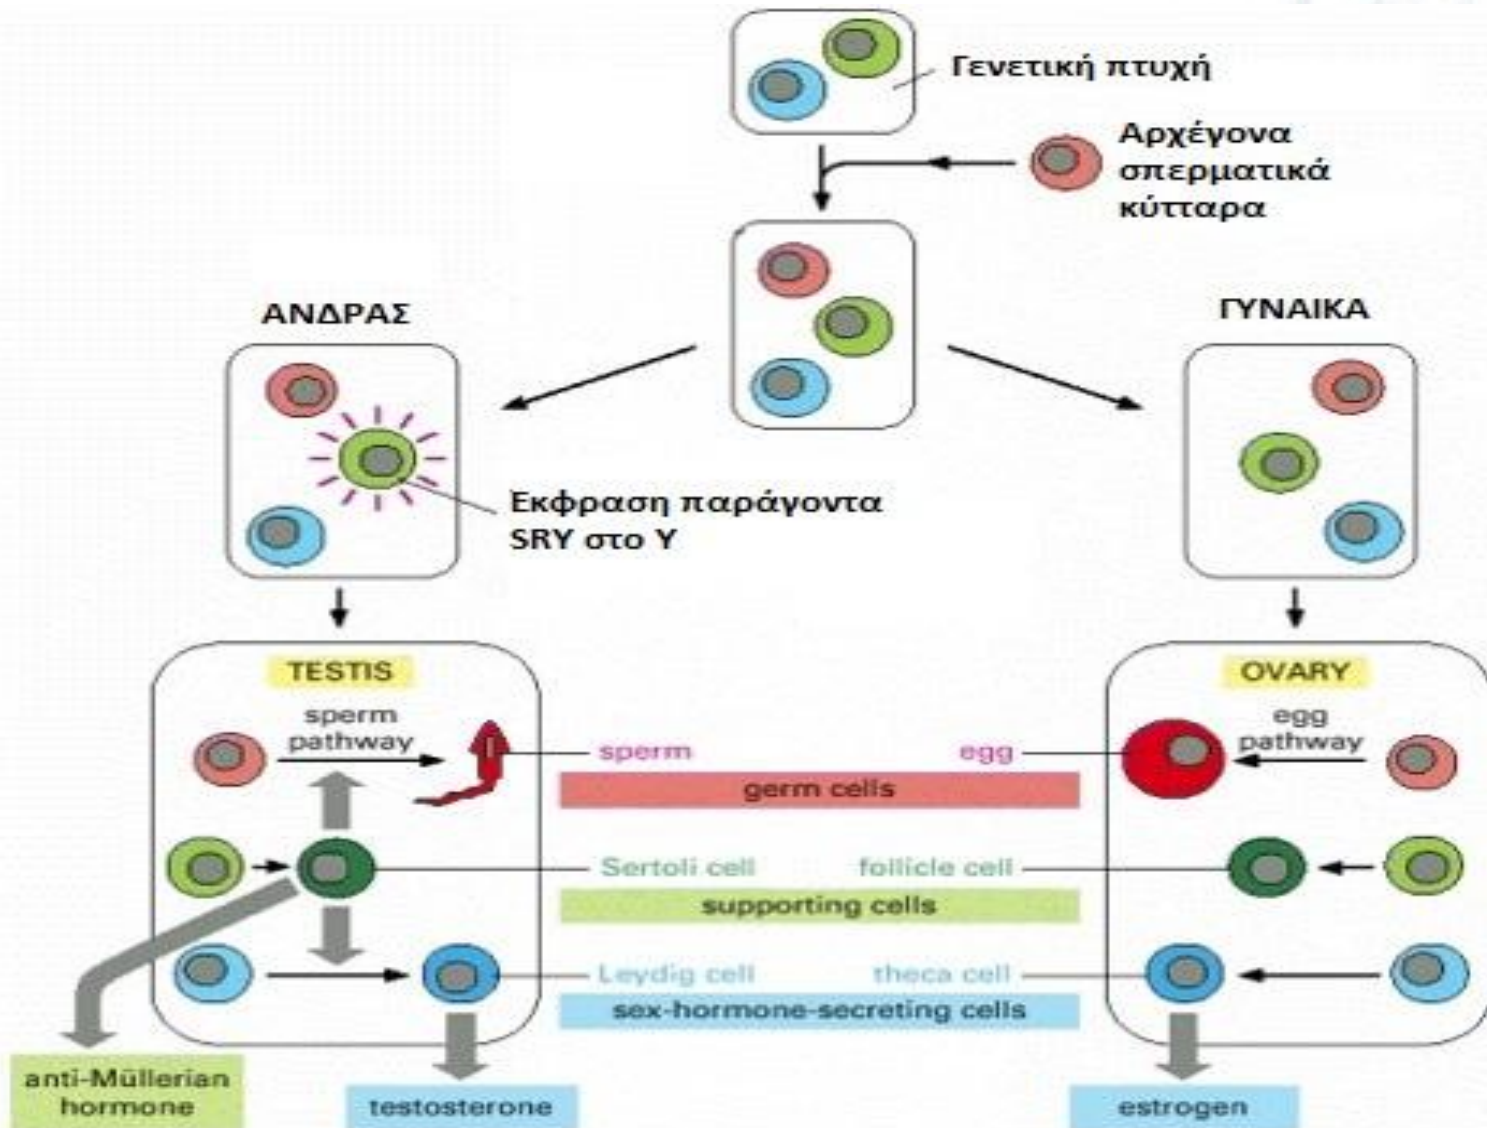 Γενετική πτυχή
Αρχέγονα
σπερματικά
κύτταρα
ΑΝΔΡΑΣ
ΓΥΝΑΙΚΑ
Εκφραση παράγοντα
SRY στο Υ
TESTIS
sperm
pathway
OVARY
egg
pathway
sperm
egg
germ cells
Sertoli cell
follicle cell
supporting cells
Leydig cell
theca cell
sex-hormone-secreting cells
anti-Müllerian
hormone
testosterone
estrogen